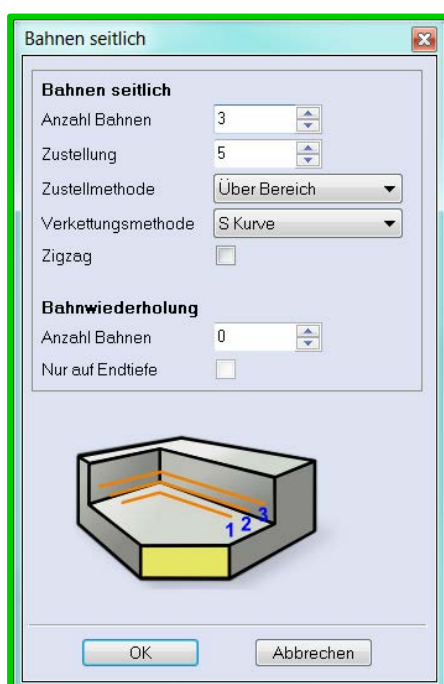 Bahnen seitlich
Bahnen seitlich
Anzahl Bahnen 3
Zustellung 5
Zustellmethode Über Bereich
Verkettungsmethode S Kurve
Zigzag
Bahnwiederholung
Anzahl Bahnen 0
Nur auf Endtiefe
1 2 3
OK Abbrechen